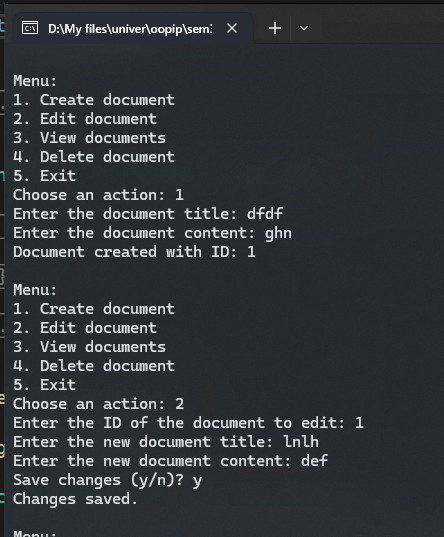 D:\My files\univer\oopip\sem:
Menu:
1. Create document
2. Edit document
3. View documents
4. Delete document
5. Exit
Choose an action: 1
Enter the document title: dfdf
Enter the document content: ghn
Document created with ID: 1
Menu:
1. Create document
2. Edit document
3. View documents
4. Delete document
5. Exit
Choose an action: 2
Enter the ID of the document to edit: 1
Enter the new document title: lnlh
Enter the new document content: def
Save changes (y/n)? y
Changes saved.
Menu: